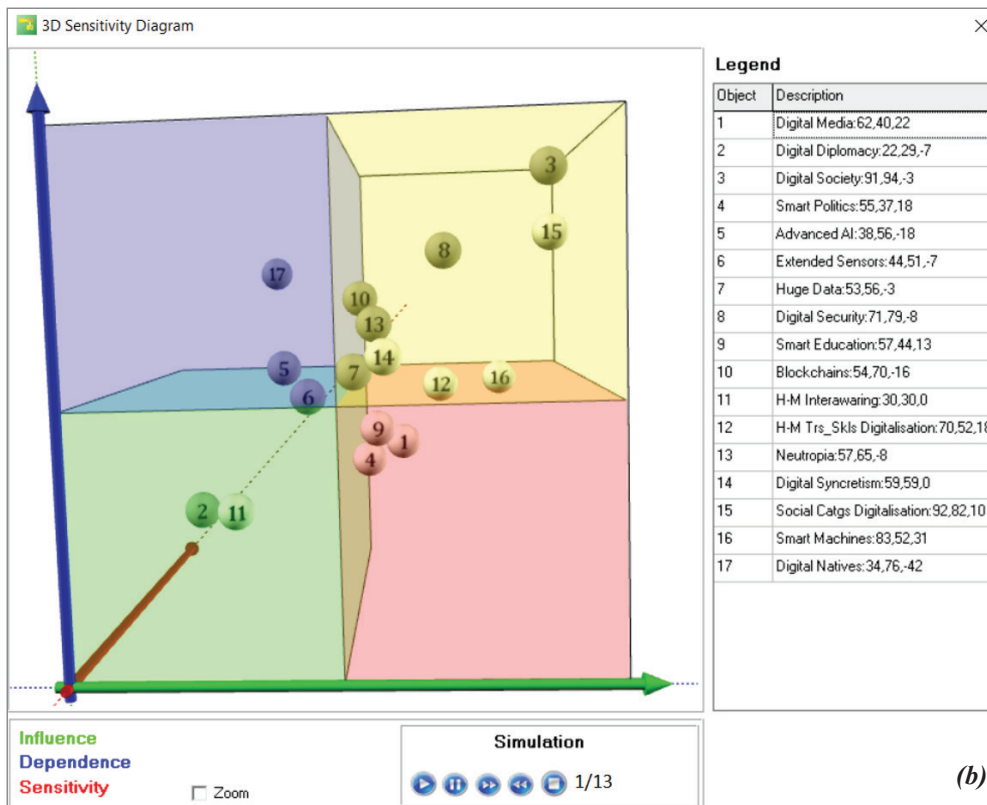 3D Sensitivity Diagram
3
15
8
17
10
13
14
5
7
12
16
6
9
1
4
2
11
Legend
Object Description
1 Digital Media:62,40,22
2 Digital Diplomacy:22,29,-7
3 Digital Society:91,94,-3
4 Smart Politics:55,37,18
5 Advanced AI:38,56,-18
6 Extended Sensors:44,51,-7
7 Huge Data:53,56,-3
8 Digital Security:71,79,-8
9 Smart Education:57,44,13
10 Blockchains:54,70,-16
11 H-M Interawaring:30,30,0
12 H-M Trs_Skls Digitalisation:70,52,18
13 Neutropia:57,65,-8
14 Digital Syncretism:59,59,0
15 Social Catgs Digitalisation:92,82,10
16 Smart Machines:83,52,31
17 Digital Natives:34,76,-42
Influence
Dependence
Sensitivity
Zoom
Simulation
1/13
(b)